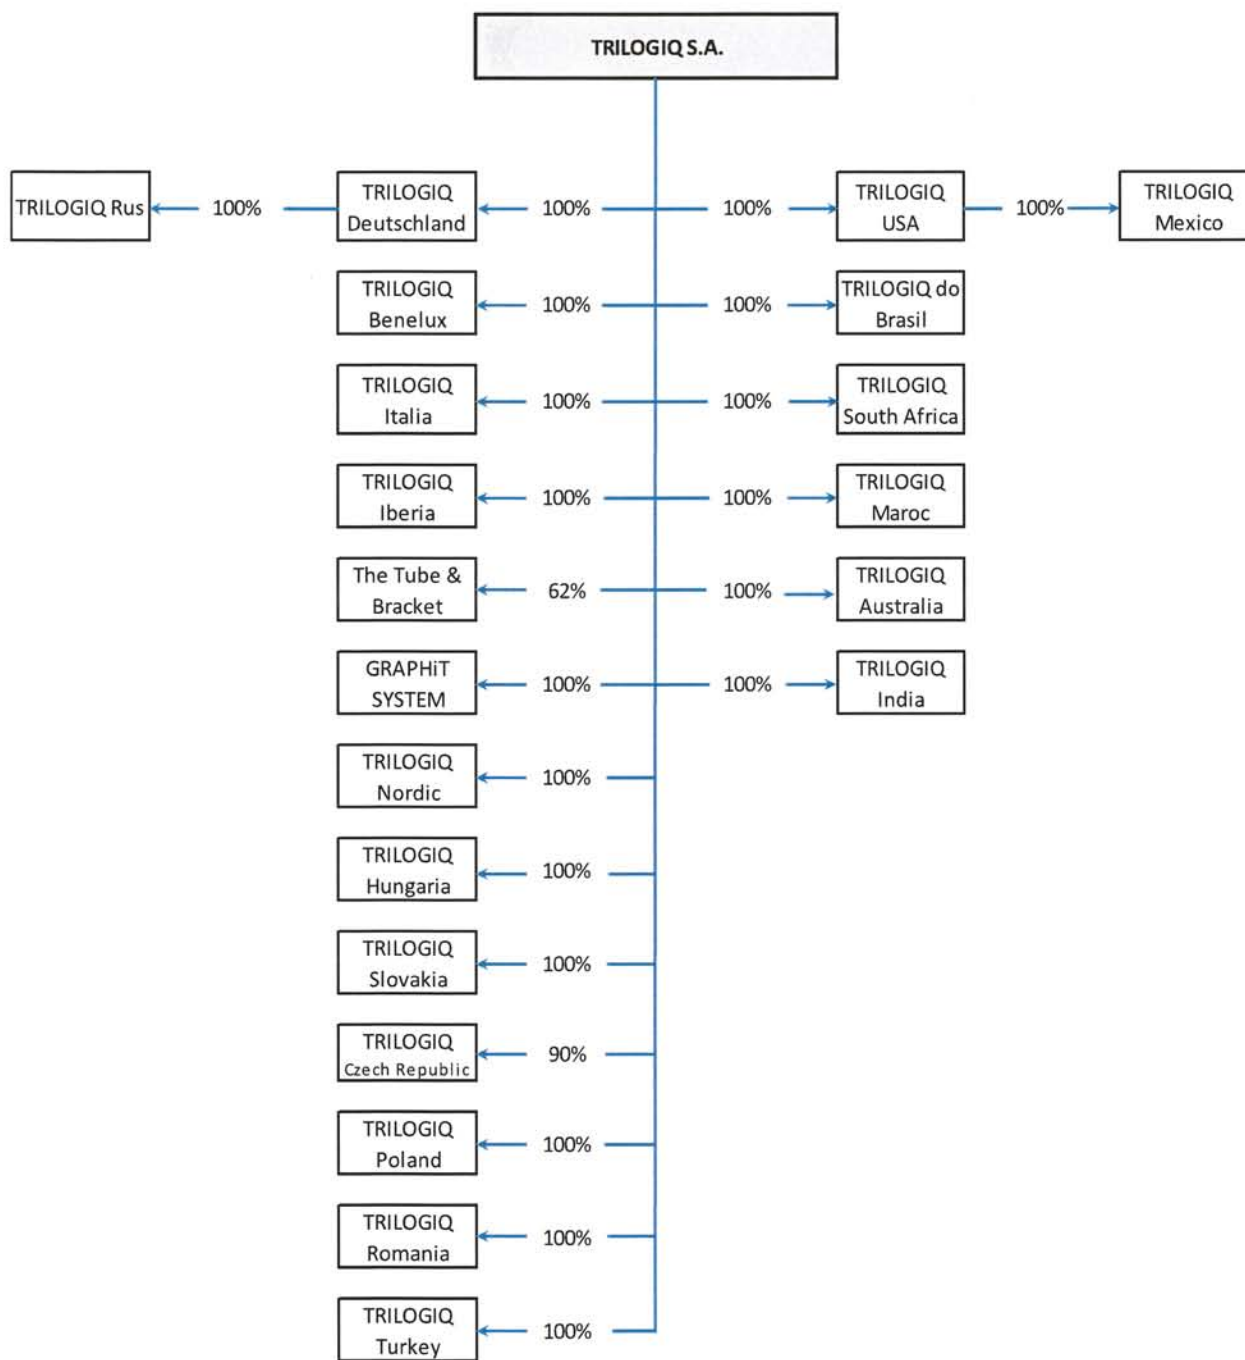 TRILOGIQ S.A.
TRILOGIQ Rus
100%
TRILOGIQ
Deutschland
100%
100%
TRILOGIQ
USA
100%
TRILOGIQ
Mexico
TRILOGIQ
Benelux
100%
100%
TRILOGIQ do
Brasil
TRILOGIQ
Italia
100%
100%
TRILOGIQ
South Africa
TRILOGIQ
Iberia
100%
100%
TRILOGIQ
Maroc
The Tube &
Bracket
62%
100%
TRILOGIQ
Australia
GRAPHiT
SYSTEM
100%
100%
TRILOGIQ
India
TRILOGIQ
Nordic
100%
TRILOGIQ
Hungaria
100%
TRILOGIQ
Slovakia
100%
TRILOGIQ
Czech Republic
90%
TRILOGIQ
Poland
100%
TRILOGIQ
Romania
100%
TRILOGIQ
Turkey
100%